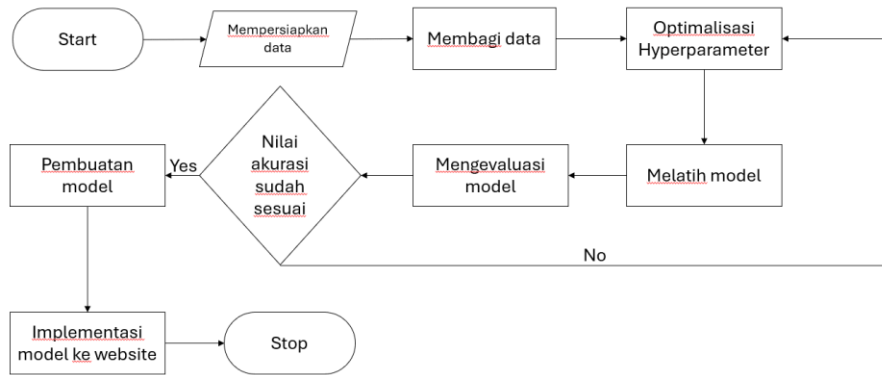 Start
Mempersiapkan
data
Membagi data
Optimalisasi
Hyperparameter
Pembuatan
model
Yes
Nilai
akurasi
sudah
sesuai
Mengevaluasi
model
Melatih model
No
Implementasi
model ke website
Stop